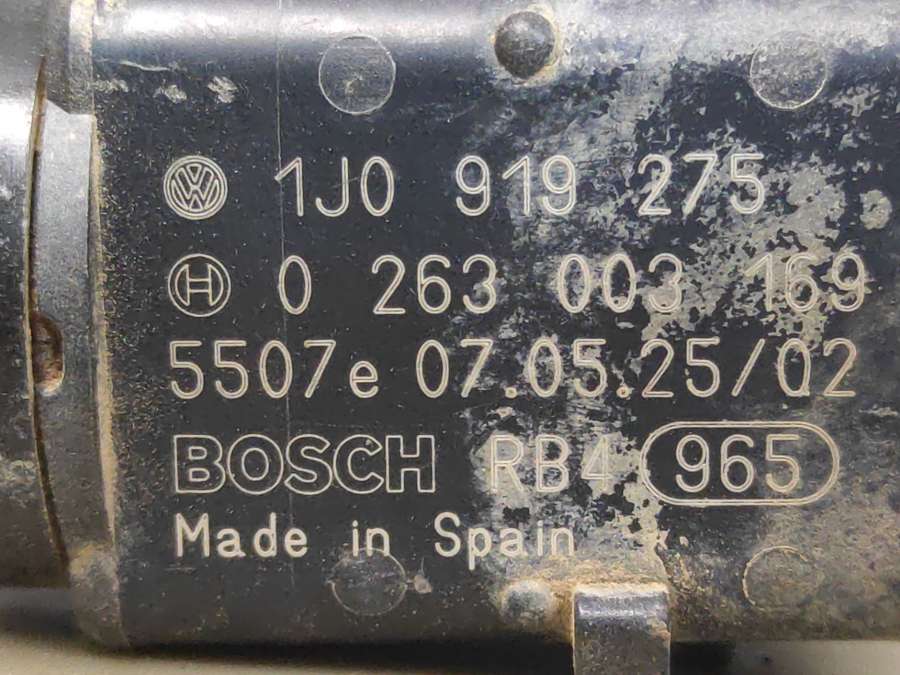 1J0 919 275
0 263 003 169
5507e 07.05.25/02
BOSCH RB4 965
Made in Spain